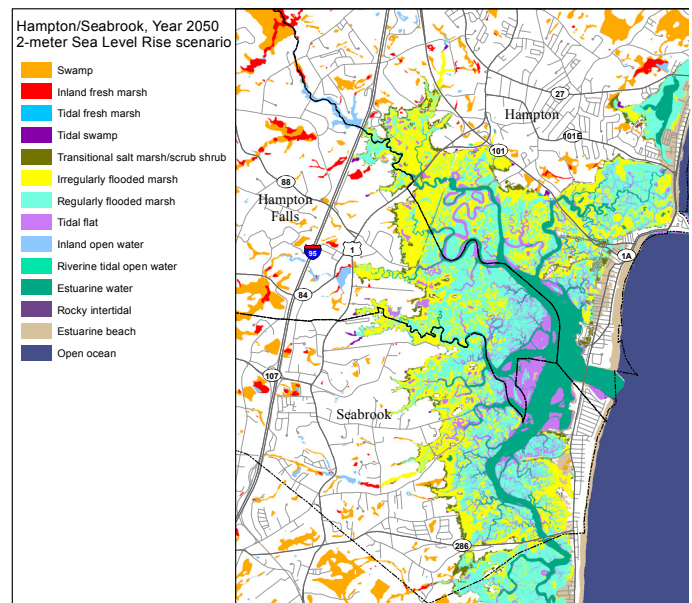 Hampton/Seabrook, Year 2050
2-meter Sea Level Rise scenario
Swamp
Inland fresh marsh
Tidal fresh marsh
Tidal swamp
Transitional salt marsh/scrub shrub
Irregularly flooded marsh
Regularly flooded marsh
Tidal flat
Inland open water
Riverine tidal open water
Estuarine water
Rocky intertidal
Estuarine beach
Open ocean
27
Hampton
101E
101
88
Hampton
Falls
1
95
1A
84
107
Seabrook
286